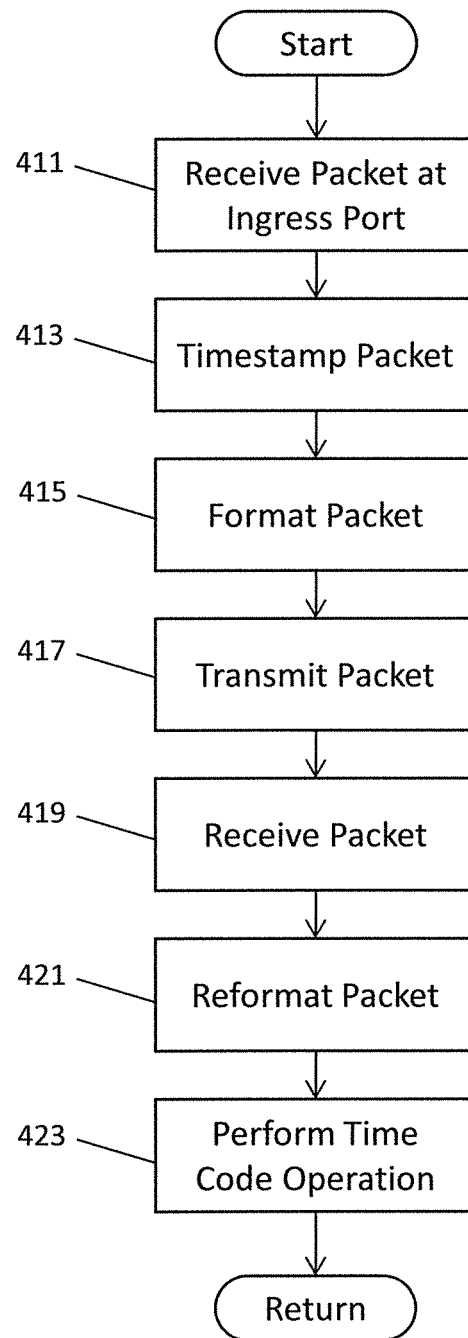 Start
411
Receive Packet at
Ingress Port
413
Timestamp Packet
415
Format Packet
417
Transmit Packet
419
Receive Packet
421
Reformat Packet
423
Perform Time
Code Operation
Return